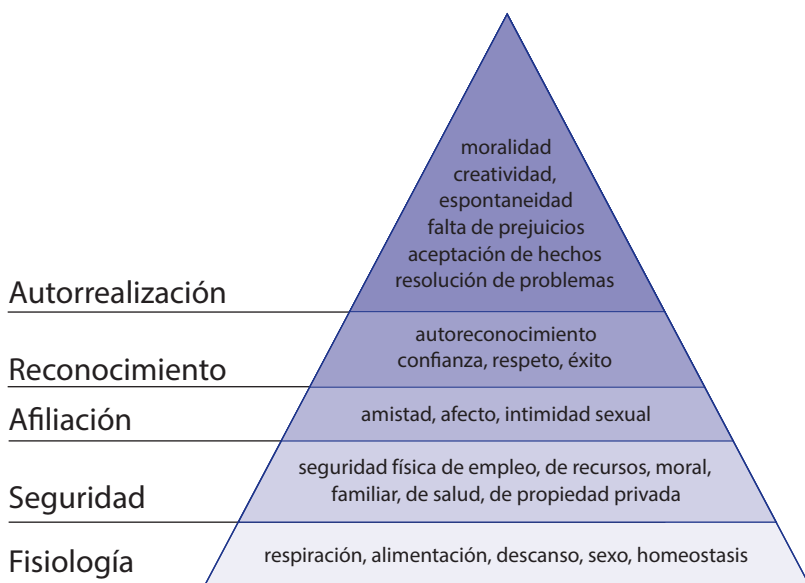 moralidad
creatividad,
espontaneidad
falta de prejuicios
aceptación de hechos
resolución de problemas
Autorrealización
autoreconocimiento
confianza, respeto, éxito
Reconocimiento
amistad, afecto, intimidad sexual
Afiliación
seguridad física de empleo, de recursos, moral,
familiar, de salud, de propiedad privada
Seguridad
respiración, alimentación, descanso, sexo, homeostasis
Fisiología